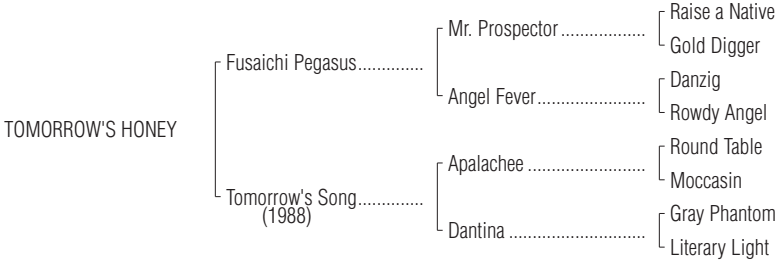 Raise a Native
Mr. Prospector..................
Gold Digger
Fusaichi Pegasus..............
Danzig
Angel Fever.......................
Rowdy Angel
TOMORROW'S HONEY
Round Table
Apalachee .........................
Moccasin
Tomorrow's Song..............
(1988)
Gray Phantom
Dantina .............................
Literary Light